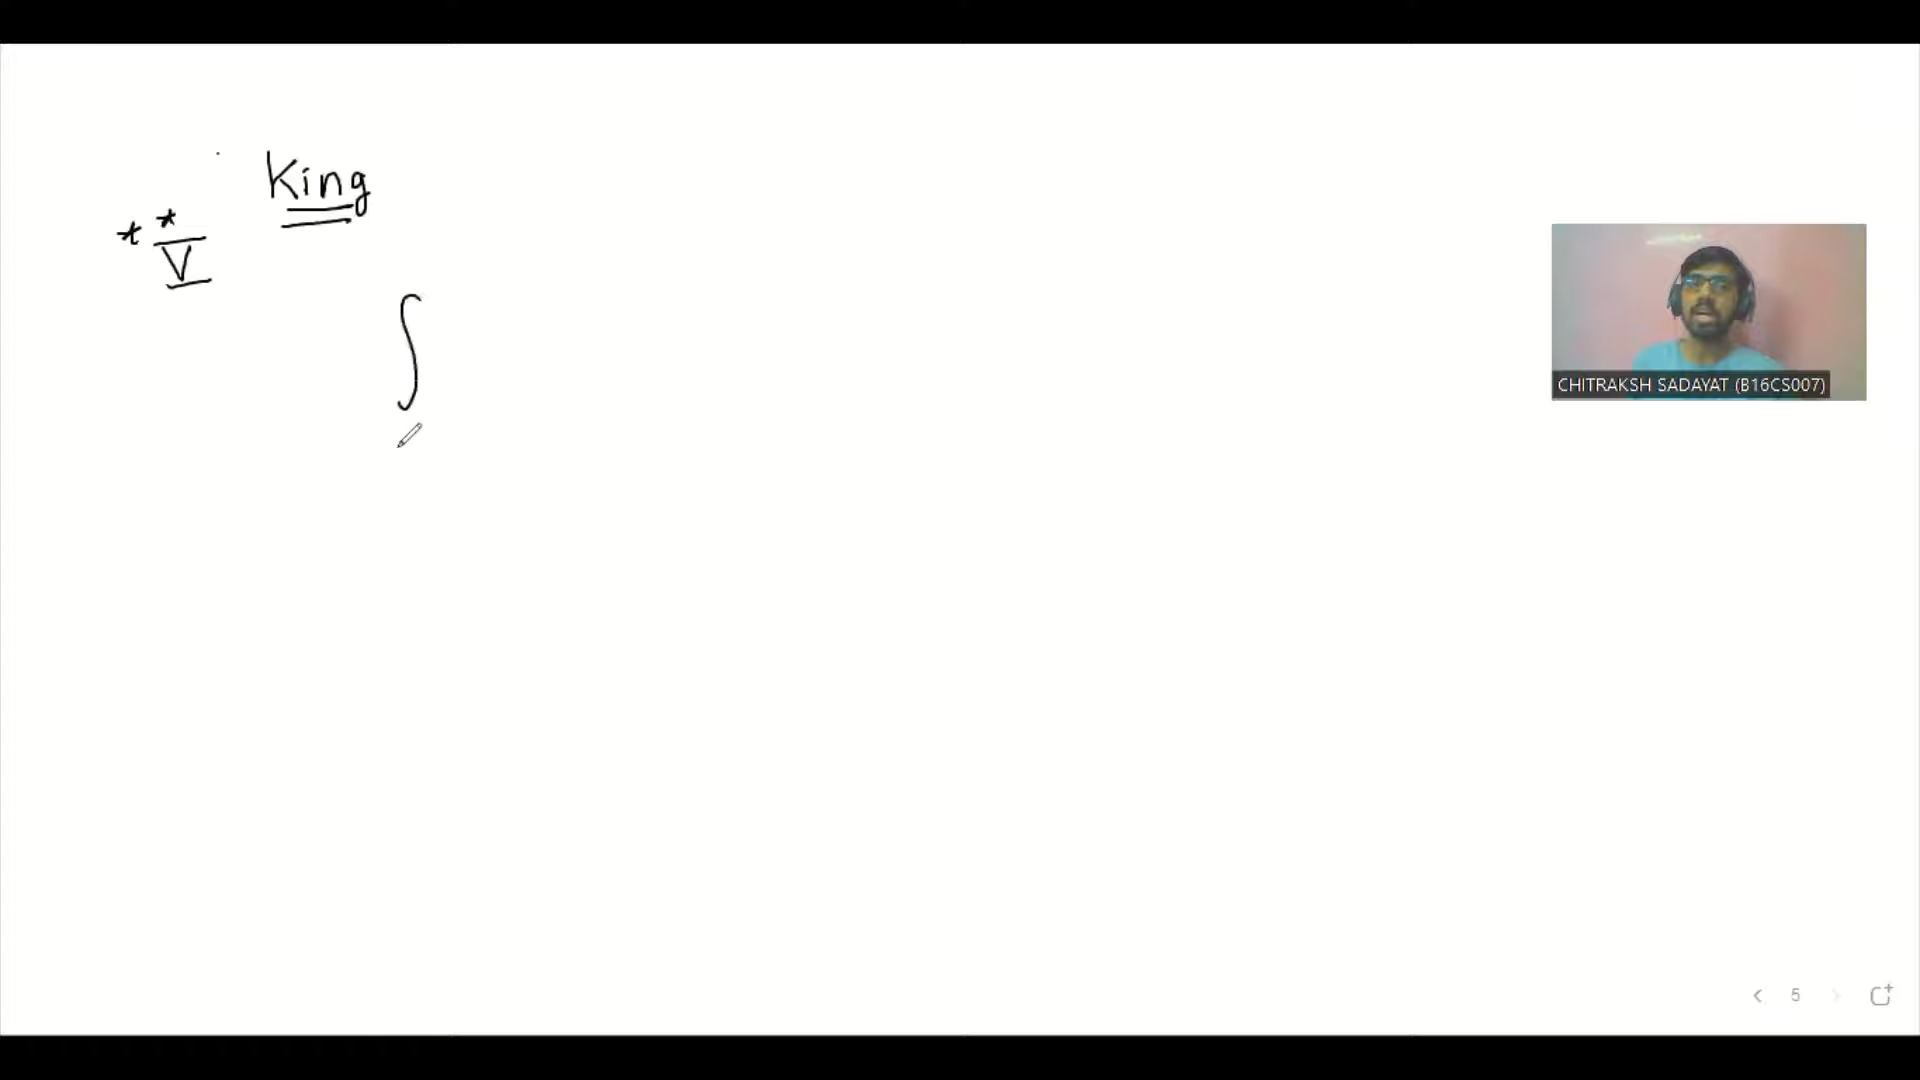 King
**
V
∫
CHITRAKSH SADAYAT (B16CS007)
< 5 >